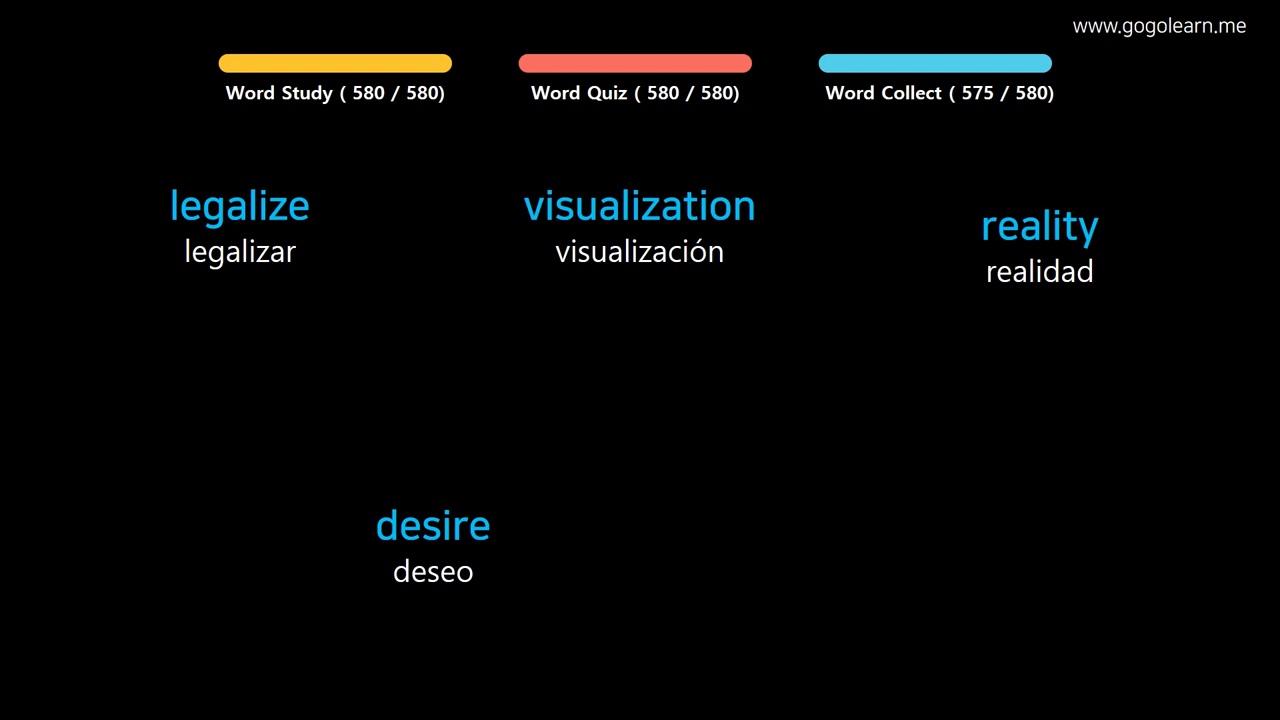 www.gogolearn.me
Word Study ( 580 / 580)
Word Quiz ( 580 / 580)
Word Collect ( 575 / 580)
legalize
legalizar
visualization
visualización
reality
realidad
desire
deseo